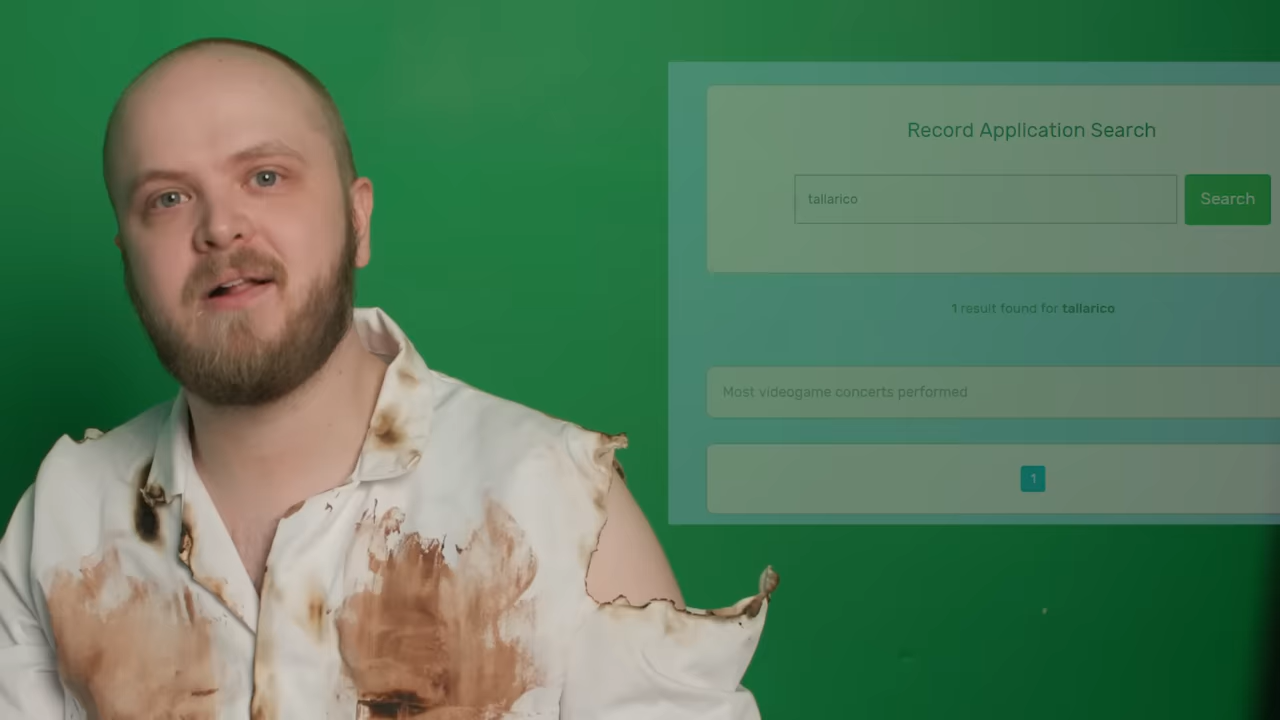 Record Application Search
tallarico
Search
1 result found for tallarico
Most videogame concerts performed
1